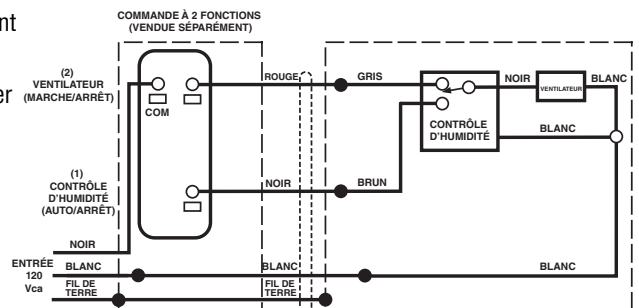 COMMANDE À 2 FONCTIONS
(VENDUE SÉPARÉMENT)
nt
er
(2)
VENTILATEUR
(MARCHE/ARRÊT)
COM
ROUGE
GRIS
NOIR
VENTILATEUR
BLANC
CONTRÔLE
D'HUMIDITÉ
BLANC
(1)
CONTRÔLE
D'HUMIDITÉ
(AUTO/ARRÊT)
NOIR
BRUN
NOIR
ENTRÉE
120
Vca
BLANC
BLANC
BLANC
FIL DE
TERRE
FIL DE
TERRE